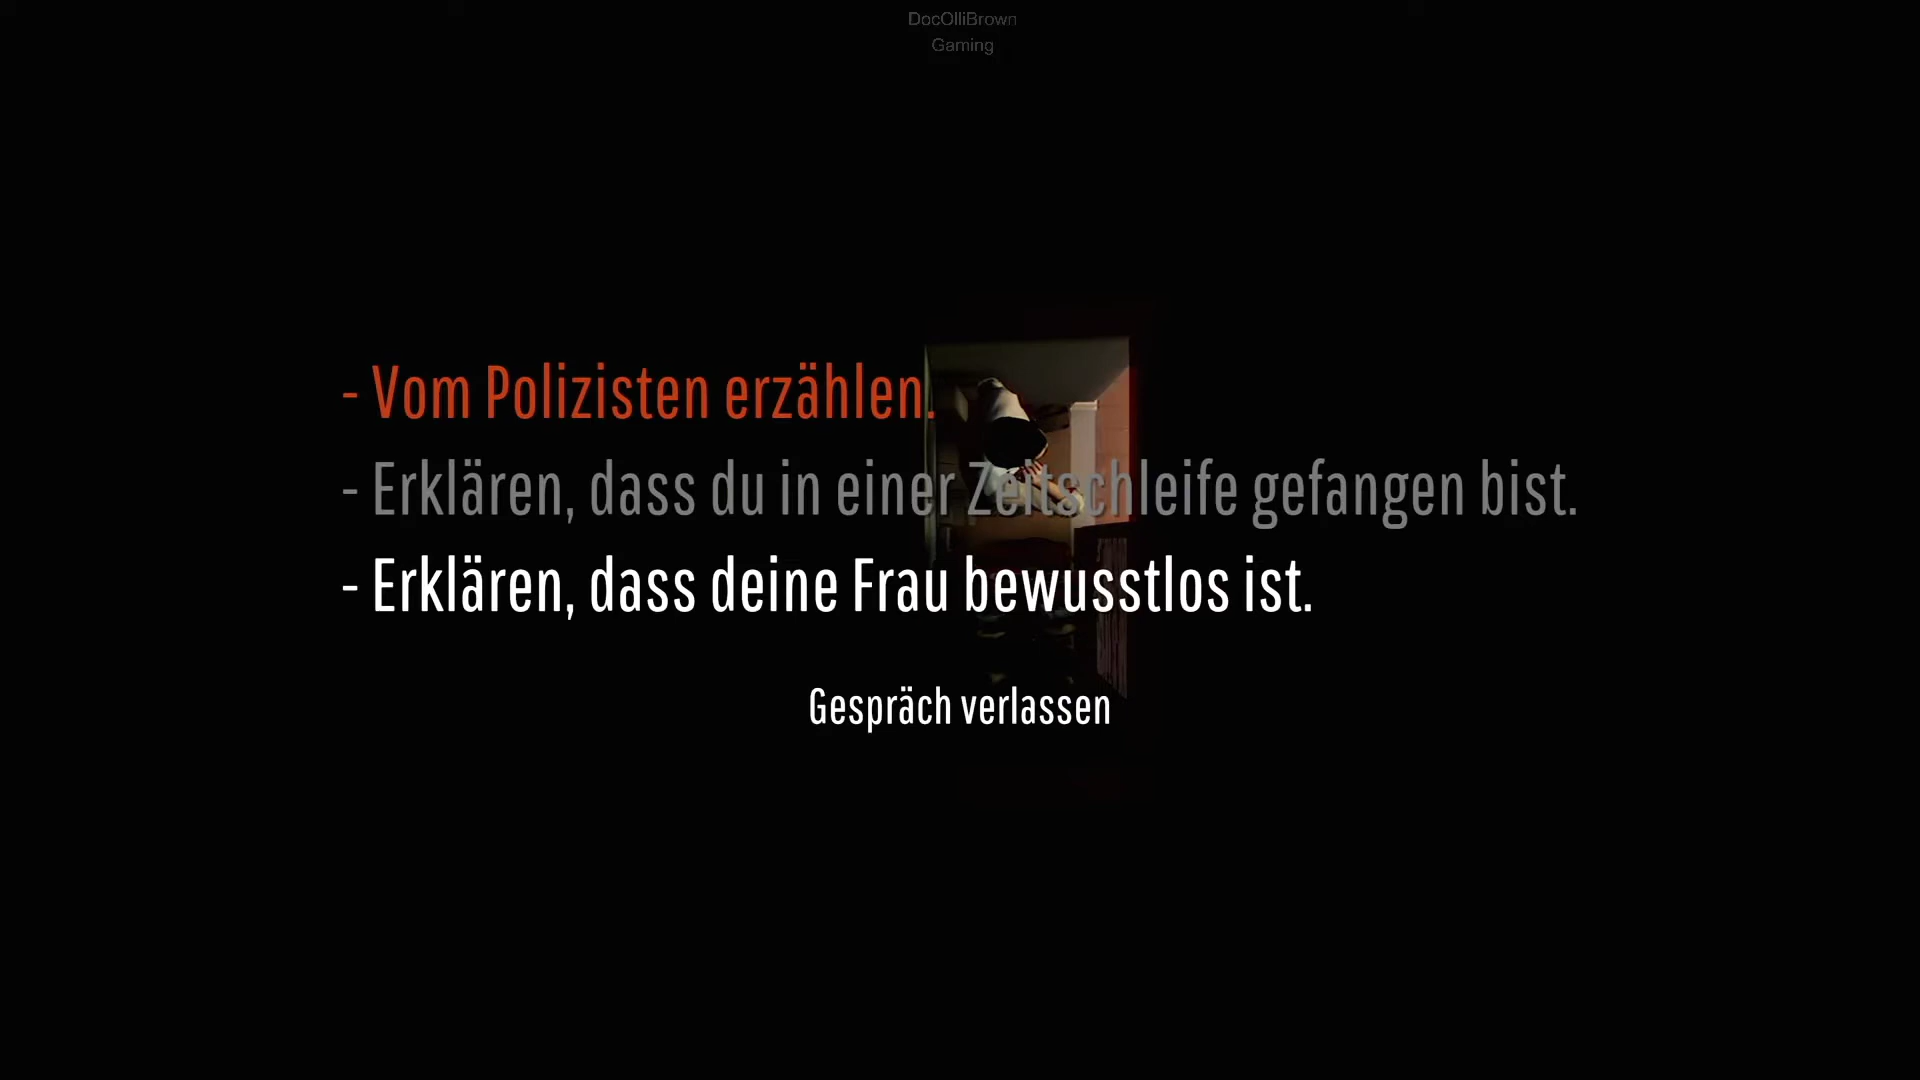 DocOlliBrown
Gaming
- Vom Polizisten erzählen.
- Erklären, dass du in einer Zeitschleife gefangen bist.
- Erklären, dass deine Frau bewusstlos ist.
Gespräch verlassen